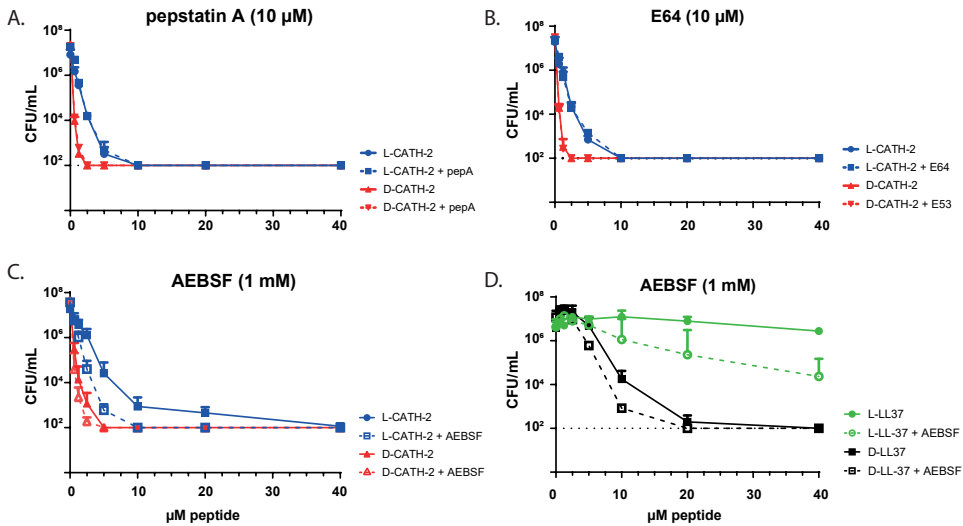 A.
pepstatin A (10 µM)
10⁸
10⁶
10⁴
10²
CFU/mL
0 10 20 30 40
L-CATH-2
L-CATH-2 + pepA
D-CATH-2
D-CATH-2 + pepA
B.
E64 (10 µM)
10⁸
10⁶
10⁴
10²
CFU/mL
0 10 20 30 40
L-CATH-2
L-CATH-2 + E64
D-CATH-2
D-CATH-2 + E53
C.
AEBSF (1 mM)
10⁸
10⁶
10⁴
10²
CFU/mL
0 10 20 30 40
µM peptide
L-CATH-2
L-CATH-2 + AEBSF
D-CATH-2
D-CATH-2 + AEBSF
D.
AEBSF (1 mM)
10⁸
10⁶
10⁴
10²
CFU/mL
0 10 20 30 40
µM peptide
L-LL37
L-LL-37 + AEBSF
D-LL37
D-LL-37 + AEBSF